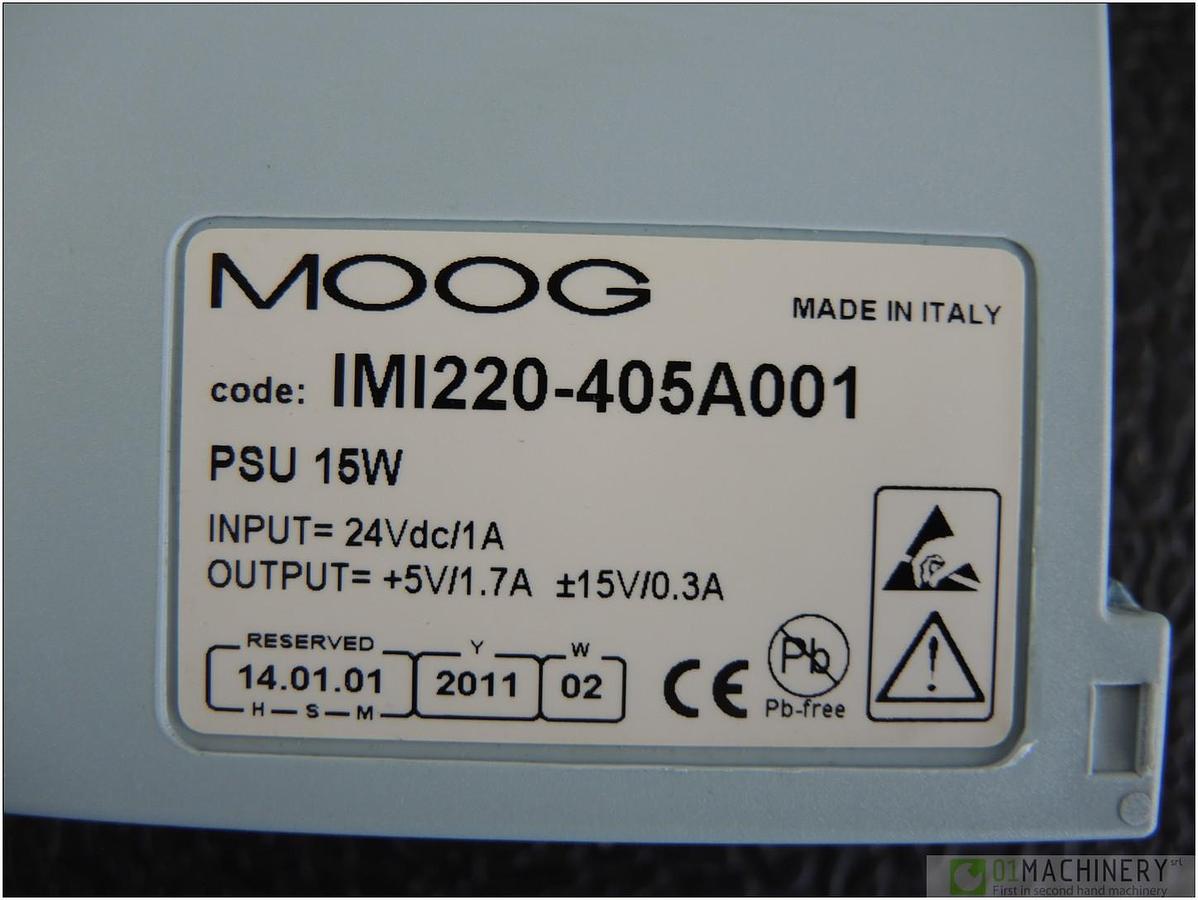 MOOG
MADE IN ITALY
code: IMI220-405A001
PSU 15W
INPUT= 24Vdc/1A
OUTPUT= +5V/1.7A ±15V/0.3A
RESERVED Y W
14.01.01 2011 02
H — S — M
CE
Pb
Pb-free
01MACHINERY srl
First in second hand machinery